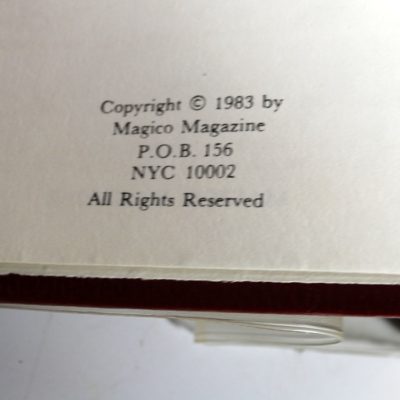 Copyright © 1983 by
Magico Magazine
P.O.B. 156
NYC 10002
All Rights Reserved